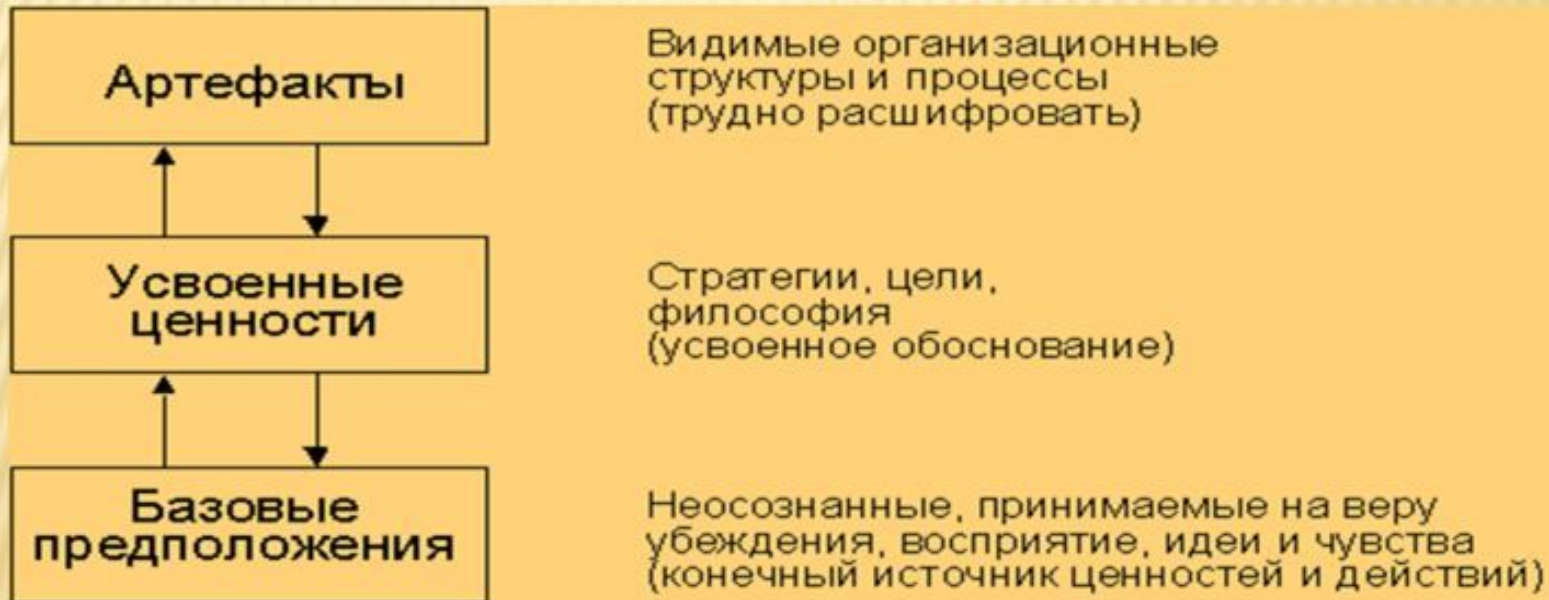 Артефакты
Видимые организационные
структуры и процессы
(трудно расшифровать)
Усвоенные
ценности
Стратегии, цели,
философия
(усвоенное обоснование)
Базовые
предположения
Неосознанные, принимаемые на веру
убеждения, восприятие, идеи и чувства
(конечный источник ценностей и действий)